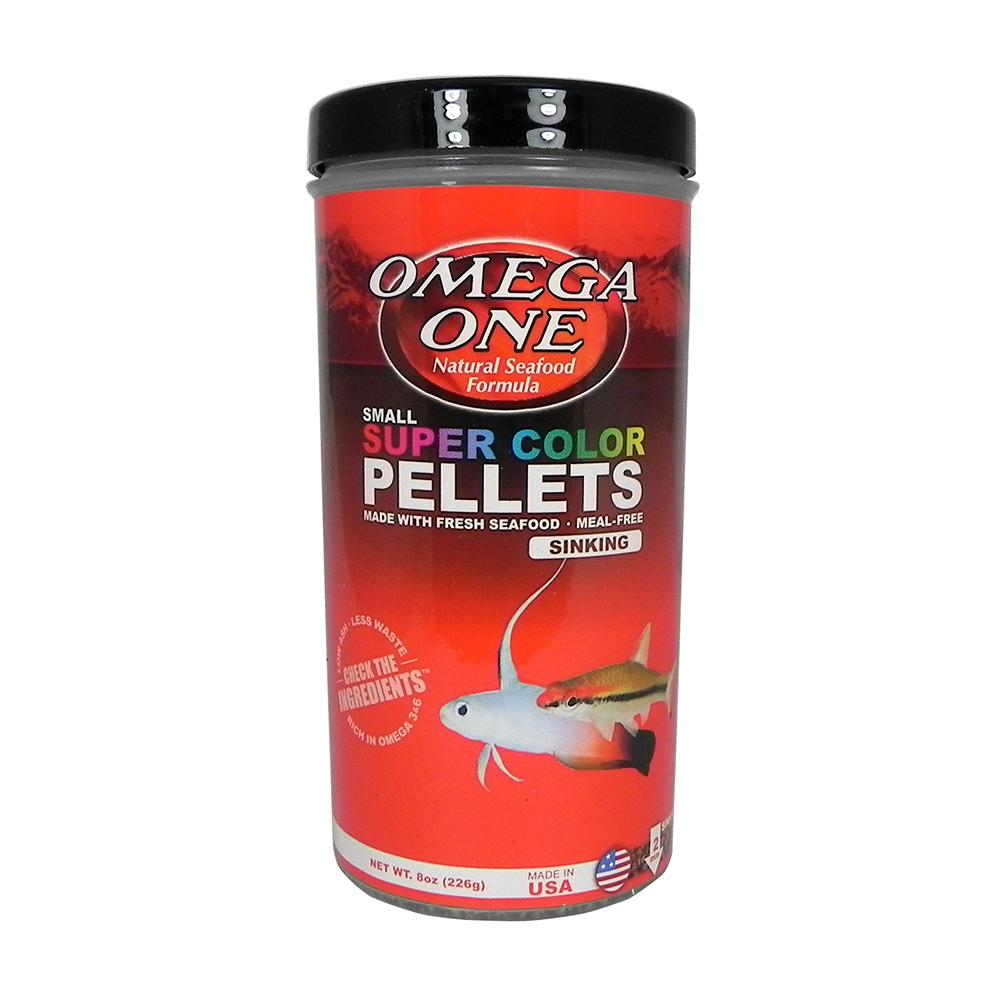 OMEGA
ONE
Natural Seafood
Formula
SMALL
SUPER COLOR
PELLETS
MADE WITH FRESH SEAFOOD · MEAL-FREE
SINKING
LOW ASH · LESS WASTE
CHECK THE
INGREDIENTS™
RICH IN OMEGA 3&6
NET WT. 8oz (226g)
MADE IN
USA
2